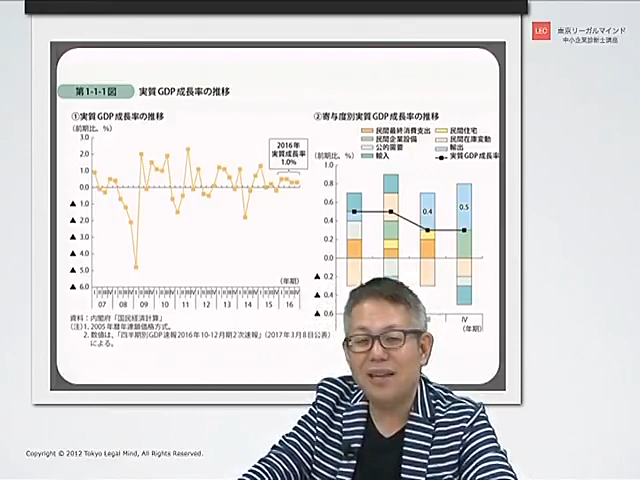 LEC 東京リーガルマインド
中小企業診断士講座
第1-1-1図 実質GDP成長率の推移
①実質GDP成長率の推移
(前期比、%)
3.0
2.0
1.0
0.0
▲ 1.0
▲ 2.0
▲ 3.0
▲ 4.0
▲ 5.0
▲ 6.0
2016年
実質成長率
1.0%
07 08 09 10 11 12 13 14 15 16
(年期)
②寄与度別実質GDP成長率の推移
民間最終消費支出 民間住宅
民間企業設備 民間在庫変動
公的需要 輸出
輸入 実質GDP成長率
(前期比、%)
1.0
0.8
0.6
0.4
0.2
0.0
▲ 0.2
▲ 0.4
▲ 0.6
0.4
0.5
Ⅳ
(年期)
資料:内閣府「国民経済計算」
(注)1. 2005年暦年連鎖価格方式。
2. 数値は、「四半期別GDP速報2016年10-12月期2次速報」(2017年3月8日公表)
による。
Copyright © 2012 Tokyo Legal Mind, All Rights Reserved.